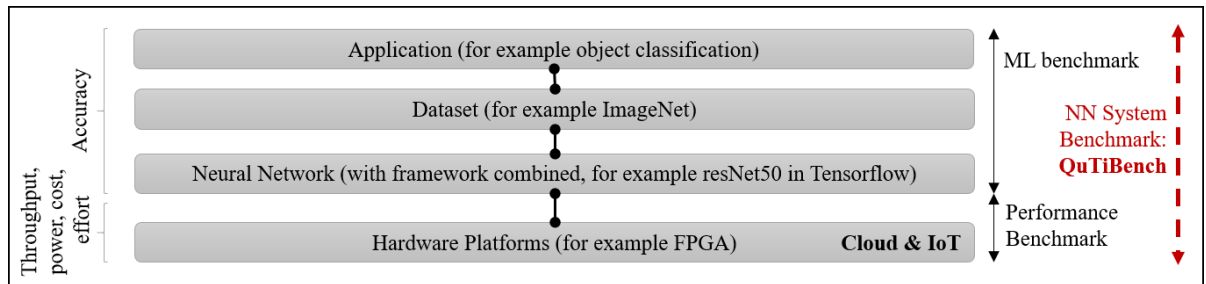 Application (for example object classification)
Dataset (for example ImageNet)
Neural Network (with framework combined, for example resNet50 in Tensorflow)
Hardware Platforms (for example FPGA) Cloud & IoT
Accuracy
Throughput,
power, cost,
effort
ML benchmark
Performance
Benchmark
NN System
Benchmark:
QuTiBench